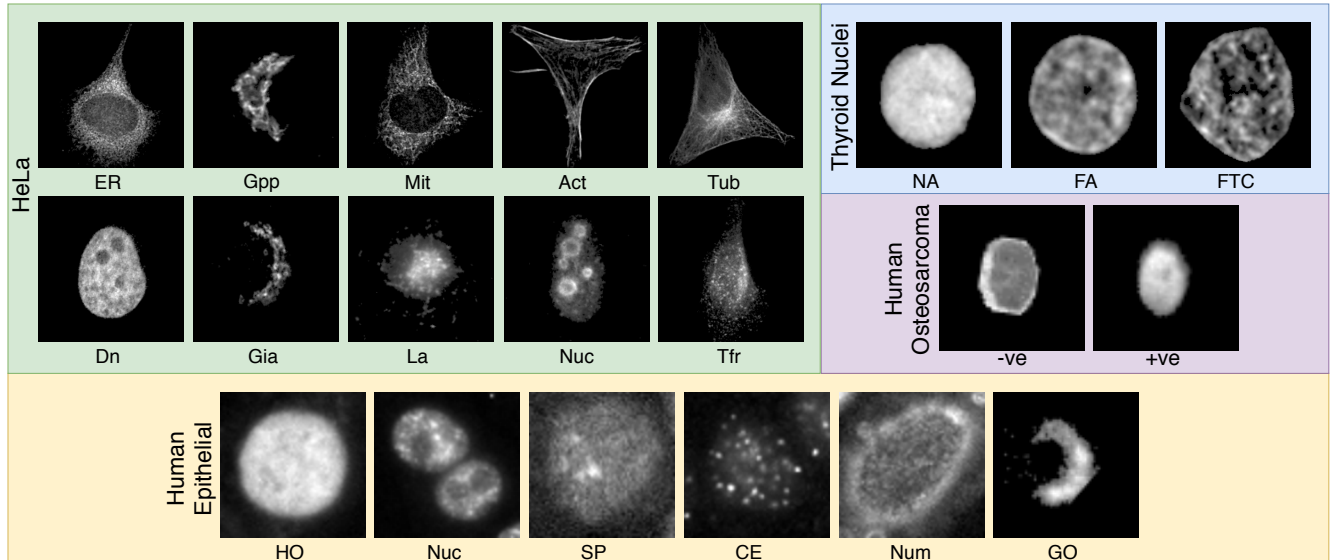 HeLa
ER Gpp Mit Act Tub
Dn Gia La Nuc Tfr
Thyroid Nuclei
NA FA FTC
Human
Osteosarcoma
-ve +ve
Human
Epithelial
HO Nuc SP CE Num GO